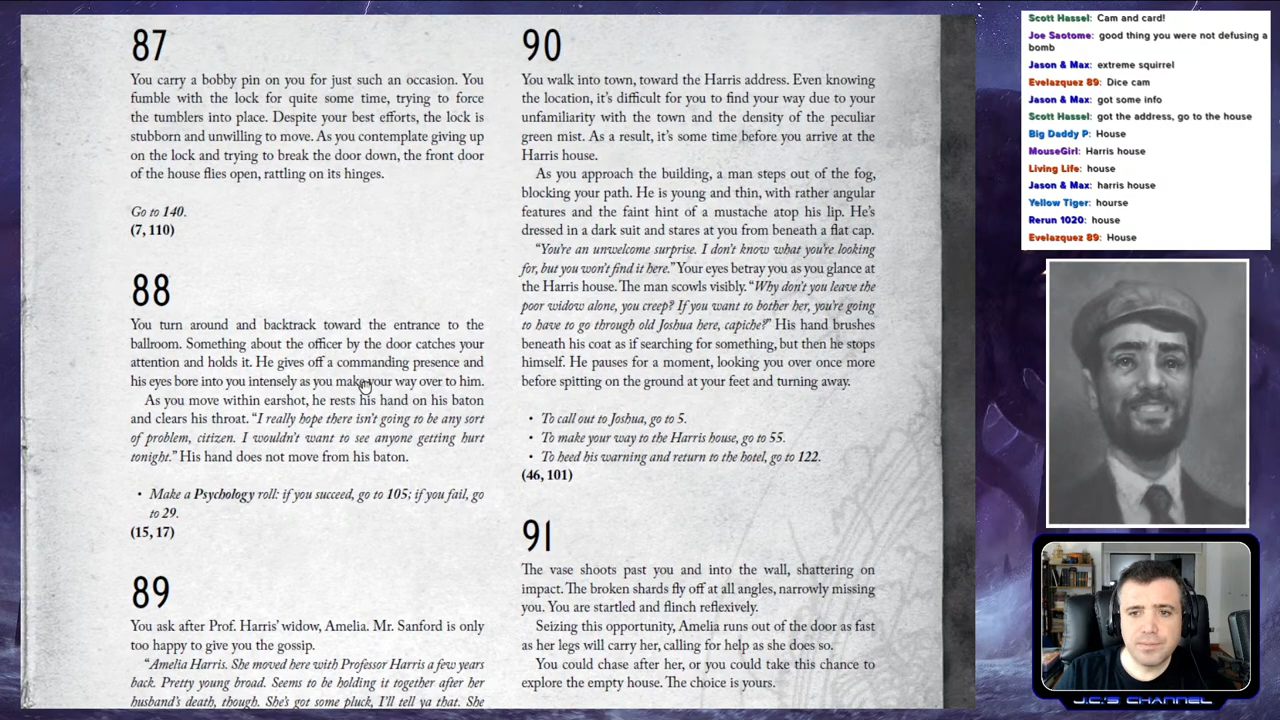 87
You carry a bobby pin on you for just such an occasion. You
fumble with the lock for quite some time, trying to force
the tumblers into place. Despite your best efforts, the lock is
stubborn and unwilling to move. As you contemplate giving up
on the lock and trying to break the door down, the front door
of the house flies open, rattling on its hinges.
Go to 140.
(7, 110)
88
You turn around and backtrack toward the entrance to the
ballroom. Something about the officer by the door catches your
attention and holds it. He gives off a commanding presence and
his eyes bore into you intensely as you make your way over to him.
As you move within earshot, he rests his hand on his baton
and clears his throat. “I really hope there isn’t going to be any sort
of problem, citizen. I wouldn’t want to see anyone getting hurt
tonight.” His hand does not move from his baton.
• Make a Psychology roll: if you succeed, go to 105; if you fail, go
to 29.
(15, 17)
89
You ask after Prof. Harris’ widow, Amelia. Mr. Sanford is only
too happy to give you the gossip.
“Amelia Harris. She moved here with Professor Harris a few years
back. Pretty young broad. Seems to be holding it together after her
husband’s death, though. She’s got some pluck, I’ll tell ya that. She
90
You walk into town, toward the Harris address. Even knowing
the location, it’s difficult for you to find your way due to your
unfamiliarity with the town and the density of the peculiar
green mist. As a result, it’s some time before you arrive at the
Harris house.
As you approach the building, a man steps out of the fog,
blocking your path. He is young and thin, with rather angular
features and the faint hint of a mustache atop his lip. He’s
dressed in a dark suit and stares at you from beneath a flat cap.
“You’re an unwelcome surprise. I don’t know what you’re looking
for, but you won’t find it here.” Your eyes betray you as you glance at
the Harris house. The man scowls visibly. “Why don’t you leave the
poor widow alone, you creep? If you want to bother her, you’re going
to have to go through old Joshua here, capiche?” His hand brushes
beneath his coat as if searching for something, but then he stops
himself. He pauses for a moment, looking you over once more
before spitting on the ground at your feet and turning away.
• To call out to Joshua, go to 5.
• To make your way to the Harris house, go to 55.
• To heed his warning and return to the hotel, go to 122.
(46, 101)
91
The vase shoots past you and into the wall, shattering on
impact. The broken shards fly off at all angles, narrowly missing
you. You are startled and flinch reflexively.
Seizing this opportunity, Amelia runs out of the door as fast
as her legs will carry her, calling for help as she does so.
You could chase after her, or you could take this chance to
explore the empty house. The choice is yours.
Scott Hassel: Cam and card!
Joe Saotome: good thing you were not defusing a
bomb
Jason & Max: extreme squirrel
Evelazquez 89: Dice cam
Jason & Max: got some info
Scott Hassel: got the address, go to the house
Big Daddy P: House
MouseGirl: Harris house
Living Life: house
Jason & Max: harris house
Yellow Tiger: hourse
Rerun 1020: house
Evelazquez 89: House
J.C.'S CHANNEL